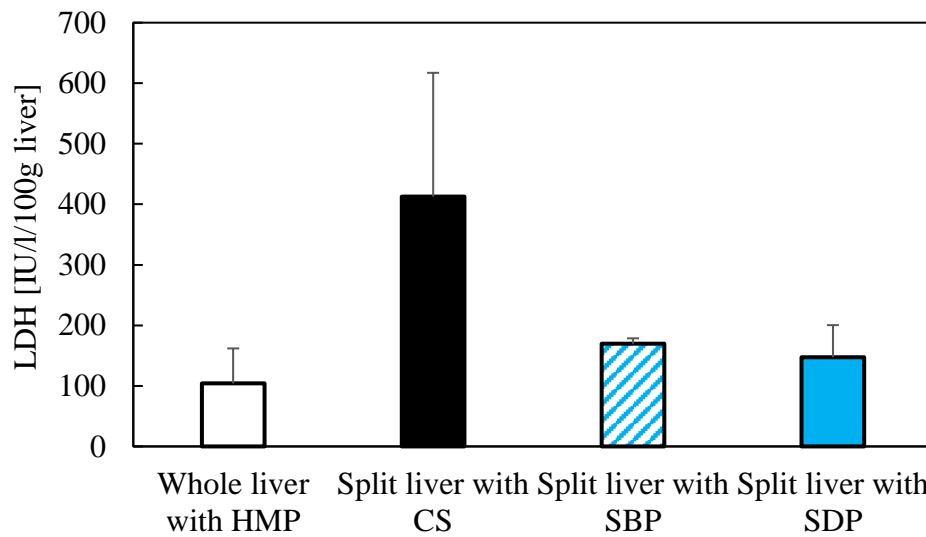 700
600
500
400
300
200
100
0
LDH [IU/l/100g liver]
Whole liver with HMP
Split liver with CS
Split liver with SBP
Split liver with SDP